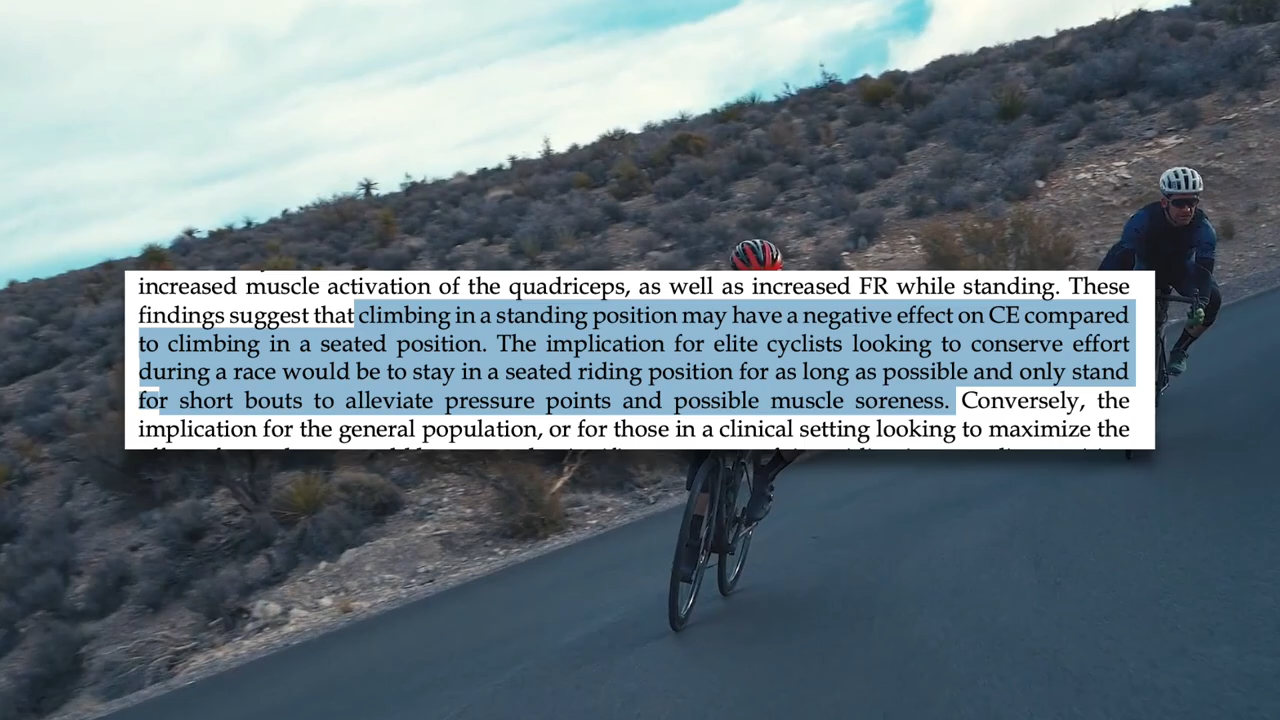 increased muscle activation of the quadriceps, as well as increased FR while standing. These
findings suggest that climbing in a standing position may have a negative effect on CE compared
to climbing in a seated position. The implication for elite cyclists looking to conserve effort
during a race would be to stay in a seated riding position for as long as possible and only stand
for short bouts to alleviate pressure points and possible muscle soreness. Conversely, the
implication for the general population, or for those in a clinical setting looking to maximize the